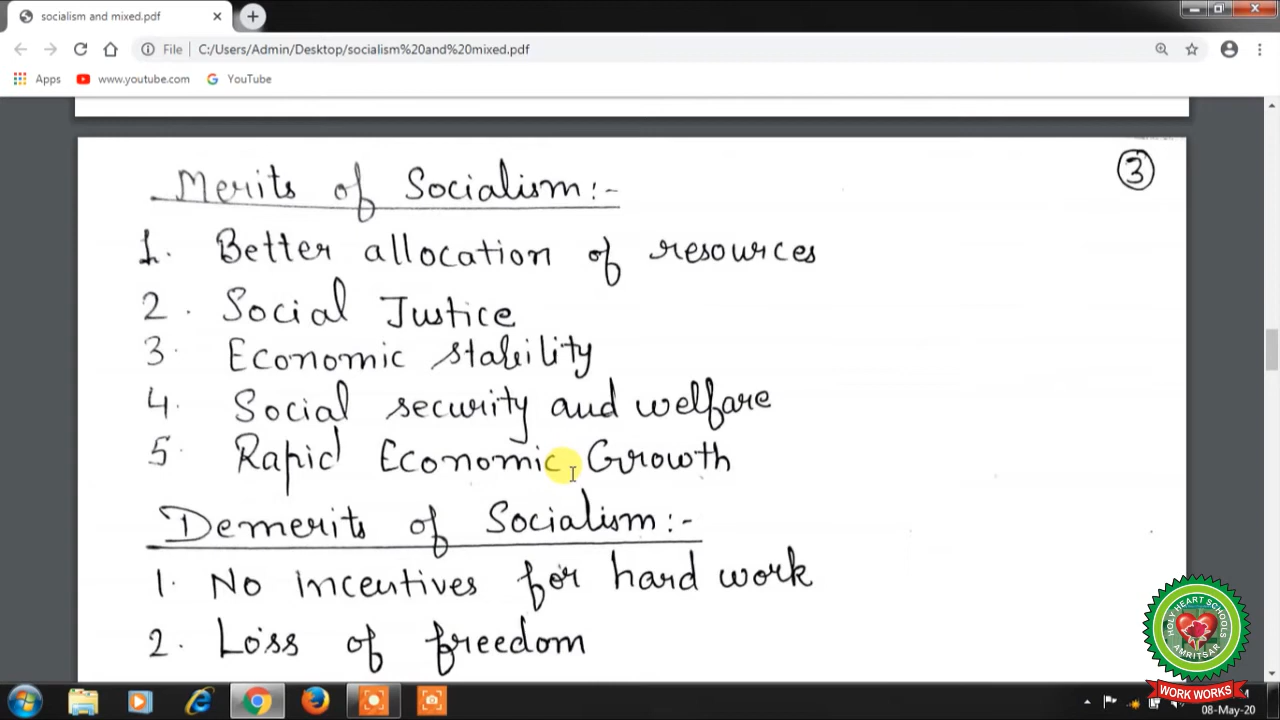 socialism and mixed.pdf
File C:/Users/Admin/Desktop/socialism%20and%20mixed.pdf
Apps www.youtube.com YouTube
3
Merits of Socialism:-
1. Better allocation of resources
2. Social Justice
3. Economic stability
4. Social security and welfare
5. Rapid Economic Growth
Demerits of Socialism:-
1. No incentives for hard work
2. Loss of freedom
HOLY HEART SCHOOLS
AMRITSAR
WORK WORKS
08-May-20